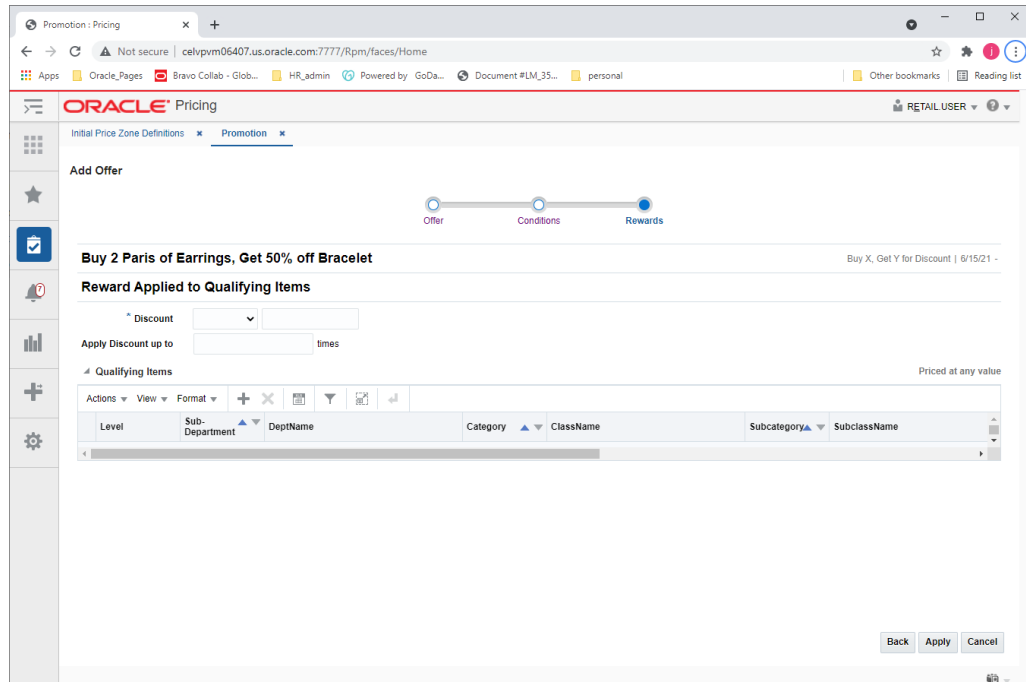 Promotion : Pricing
Not secure | celvpvm06407.us.oracle.com:7777/Rpm/faces/Home
Apps Oracle_Pages Bravo Collab - Glob... HR_admin Powered by GoDa... Document #LM_35... personal Other bookmarks Reading list
ORACLE Pricing RETAIL.USER
Initial Price Zone Definitions Promotion
Add Offer
Offer Conditions Rewards
Buy 2 Paris of Earrings, Get 50% off Bracelet Buy X, Get Y for Discount | 6/15/21 -
Reward Applied to Qualifying Items
* Discount
Apply Discount up to times
Qualifying Items Priced at any value
Actions View Format
Level Sub-Department DeptName Category ClassName Subcategory SubclassName
Back Apply Cancel